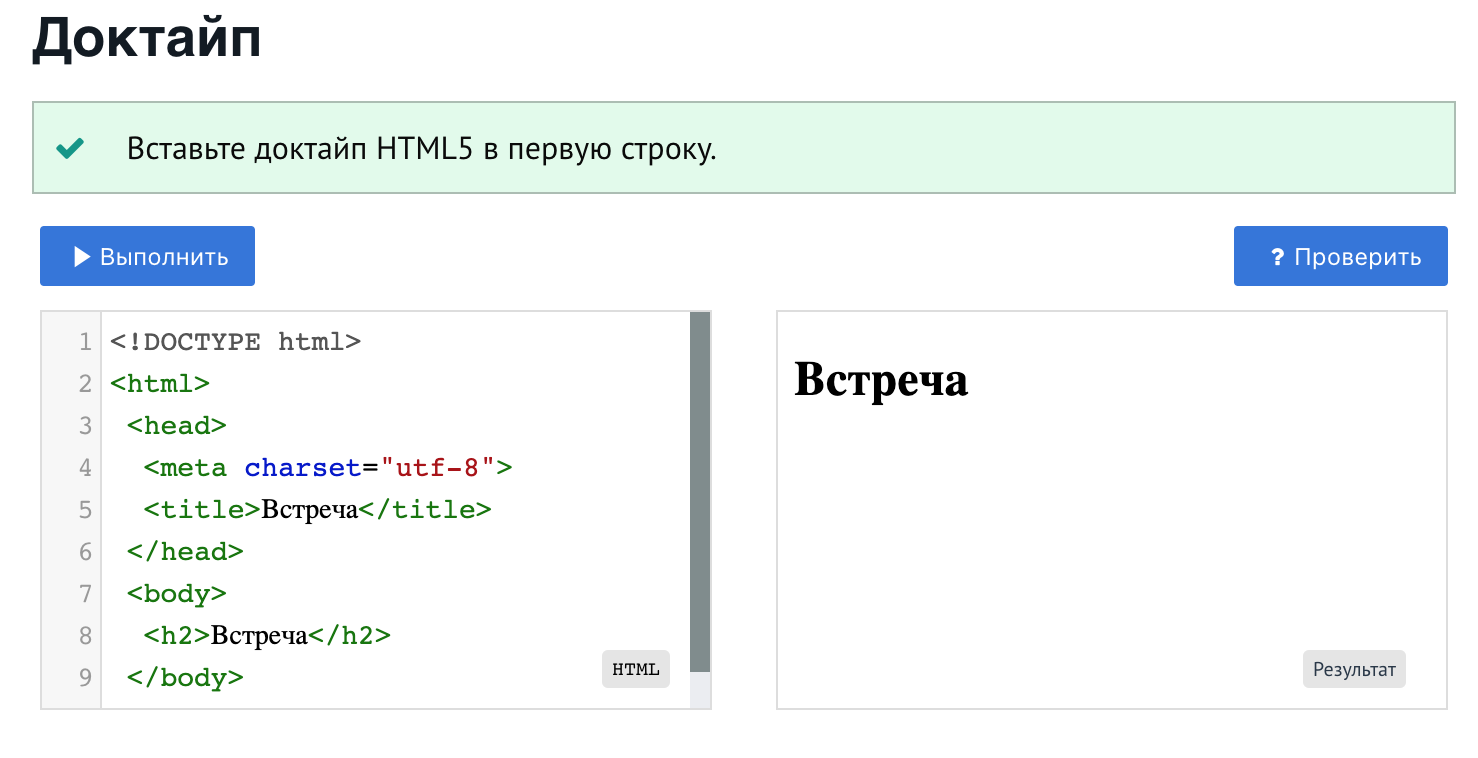 Доктайп
Вставьте доктайп HTML5 в первую строку.
Выполнить
? Проверить
1 <!DOCTYPE html>
2 <html>
3 <head>
4 <meta charset="utf-8">
5 <title>Встреча</title>
6 </head>
7 <body>
8 <h2>Встреча</h2>
9 </body>
HTML
Встреча
Результат